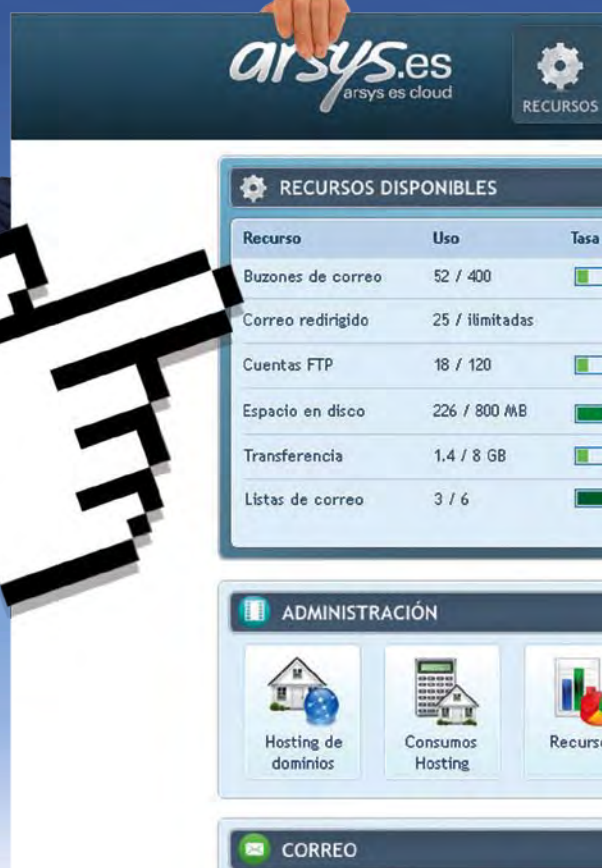 arsys.es
arsys es cloud
RECURSOS
RECURSOS DISPONIBLES
Recurso Uso Tasa
Buzones de correo 52 / 400
Correo redirigido 25 / ilimitadas
Cuentas FTP 18 / 120
Espacio en disco 226 / 800 MB
Transferencia 1.4 / 8 GB
Listas de correo 3 / 6
ADMINISTRACIÓN
Hosting de dominios
Consumos Hosting
CORREO